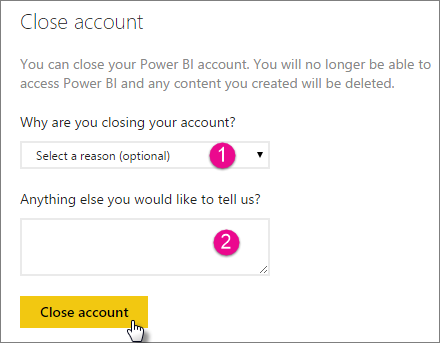 Close account
You can close your Power BI account. You will no longer be able to
access Power BI and any content you created will be deleted.
Why are you closing your account?
Select a reason (optional) 1
Anything else you would like to tell us?
2
Close account